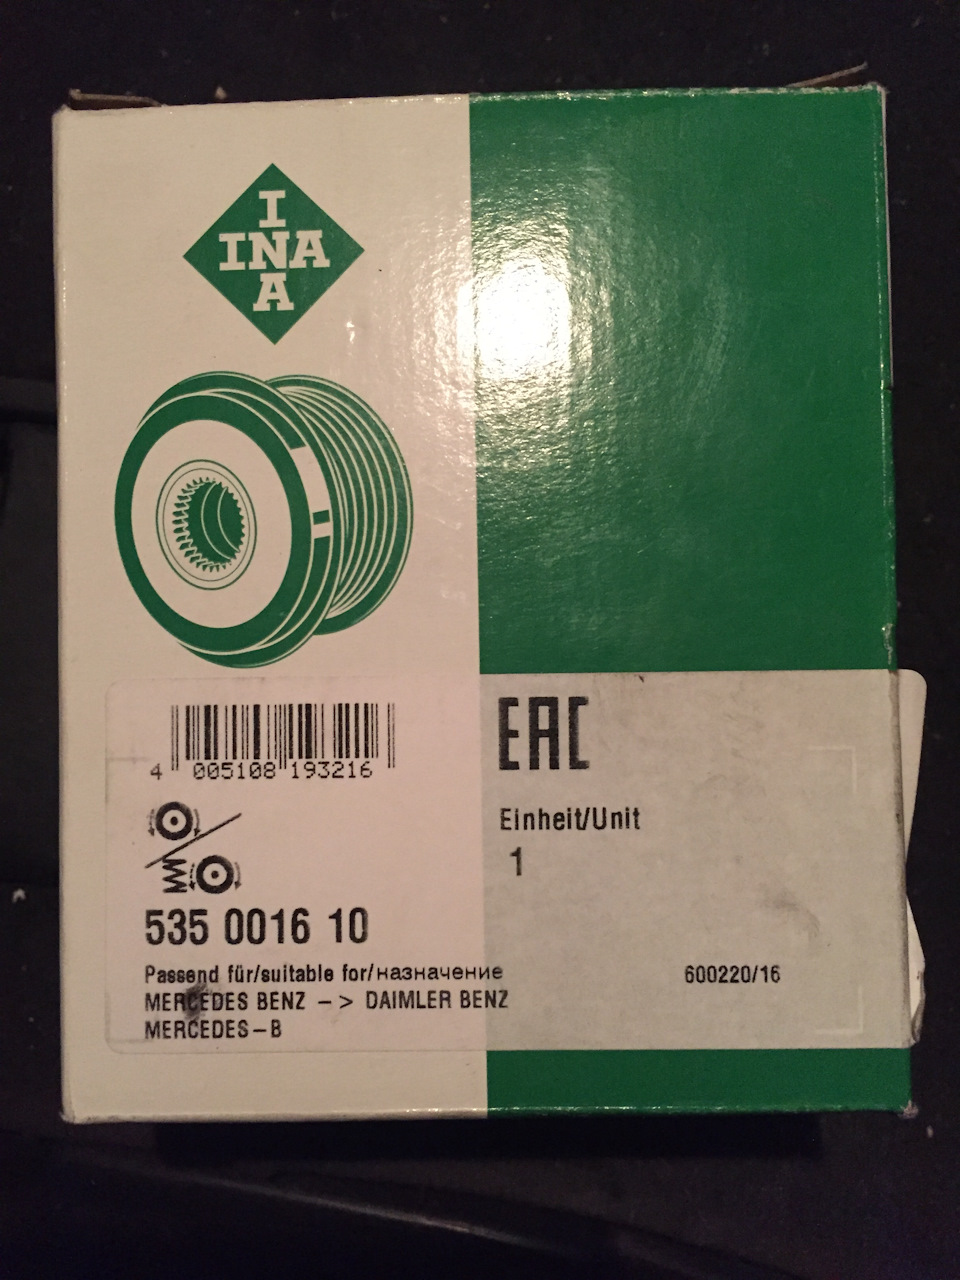 I
INA
A
4 005108 193216
EAC
Einheit/Unit
1
535 0016 10
Passend für/suitable for/назначение
600220/16
MERCEDES BENZ -> DAIMLER BENZ
MERCEDES-B